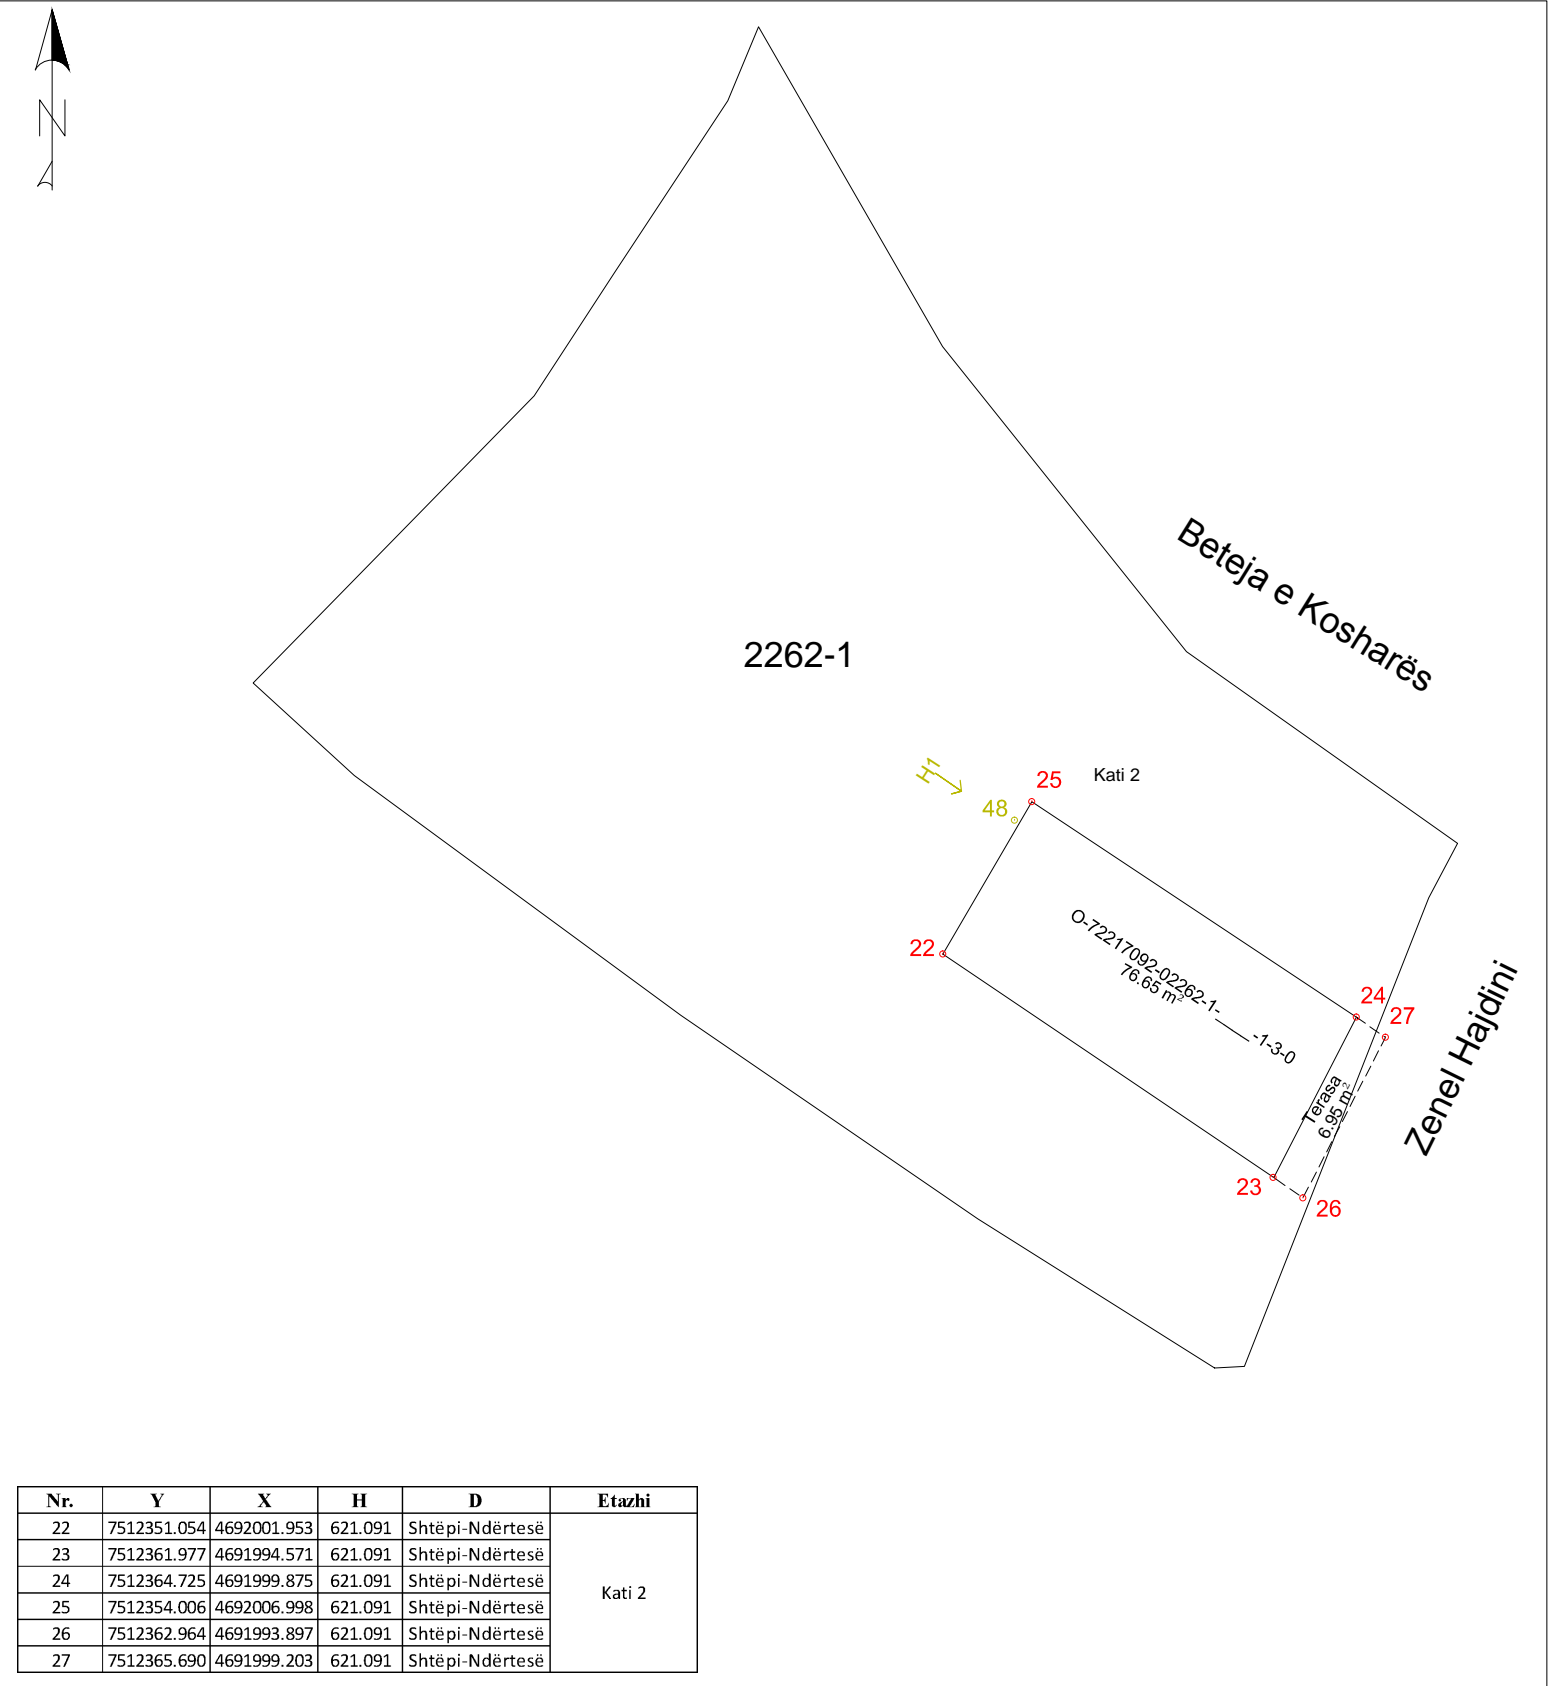 N
Beteja e Kosharës
2262-1
H1
25
Kati 2
48
22
O-72217092-02262-1-____-1-3-0
76.65 m²
24
27
Terasa
6.95 m²
Zenel Hajdini
23
26
Nr. Y X H D Etazhi
22 7512351.054 4692001.953 621.091 Shtëpi-Ndërtesë
23 7512361.977 4691994.571 621.091 Shtëpi-Ndërtesë
24 7512364.725 4691999.875 621.091 Shtëpi-Ndërtesë
Kati 2
25 7512354.006 4692006.998 621.091 Shtëpi-Ndërtesë
26 7512362.964 4691993.897 621.091 Shtëpi-Ndërtesë
27 7512365.690 4691999.203 621.091 Shtëpi-Ndërtesë